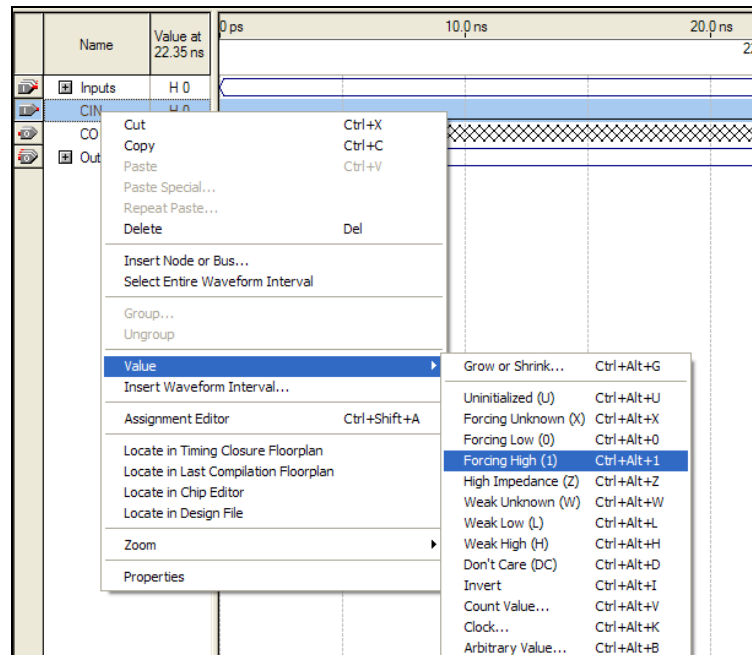 Name Value at 22.35 ns 0 ps 10.0 ns 20.0 ns
Inputs H 0
CIN H 0
CO
Out
Cut Ctrl+X
Copy Ctrl+C
Paste Ctrl+V
Paste Special...
Repeat Paste...
Delete Del
Insert Node or Bus...
Select Entire Waveform Interval
Group...
Ungroup
Value
Insert Waveform Interval...
Assignment Editor Ctrl+Shift+A
Locate in Timing Closure Floorplan
Locate in Last Compilation Floorplan
Locate in Chip Editor
Locate in Design File
Zoom
Properties
Grow or Shrink... Ctrl+Alt+G
Uninitialized (U) Ctrl+Alt+U
Forcing Unknown (X) Ctrl+Alt+X
Forcing Low (0) Ctrl+Alt+0
Forcing High (1) Ctrl+Alt+1
High Impedance (Z) Ctrl+Alt+Z
Weak Unknown (W) Ctrl+Alt+W
Weak Low (L) Ctrl+Alt+L
Weak High (H) Ctrl+Alt+H
Don't Care (DC) Ctrl+Alt+D
Invert Ctrl+Alt+I
Count Value... Ctrl+Alt+V
Clock... Ctrl+Alt+K
Arbitrary Value... Ctrl+Alt+B